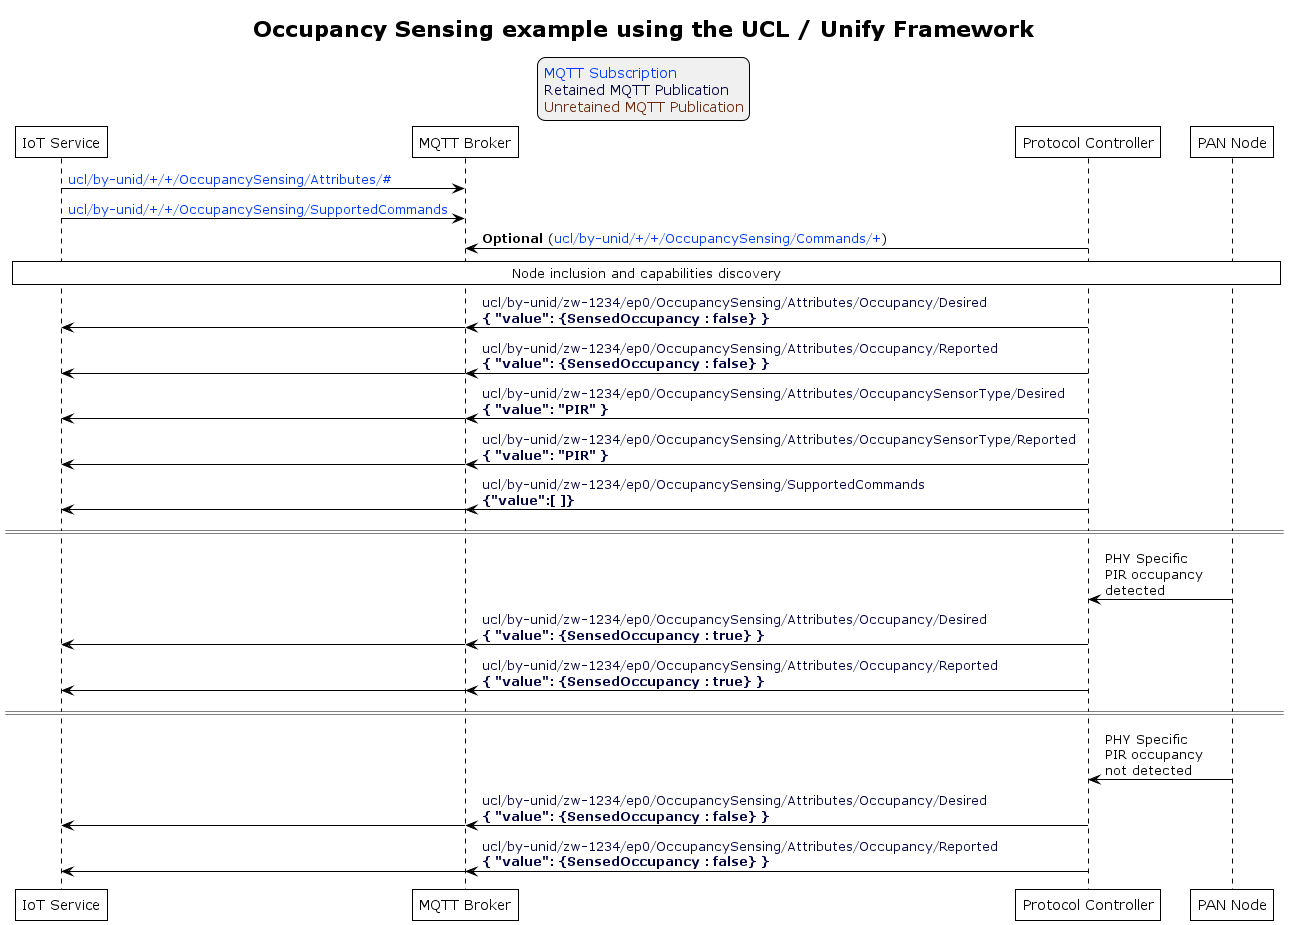 Occupancy Sensing example using the UCL / Unify Framework
MQTT Subscription
Retained MQTT Publication
Unretained MQTT Publication
IoT Service
MQTT Broker
Protocol Controller
PAN Node
ucl/by-unid/+/+/OccupancySensing/Attributes/#
ucl/by-unid/+/+/OccupancySensing/SupportedCommands
Optional (ucl/by-unid/+/+/OccupancySensing/Commands/+)
Node inclusion and capabilities discovery
ucl/by-unid/zw-1234/ep0/OccupancySensing/Attributes/Occupancy/Desired
{ "value": {SensedOccupancy : false} }
ucl/by-unid/zw-1234/ep0/OccupancySensing/Attributes/Occupancy/Reported
{ "value": {SensedOccupancy : false} }
ucl/by-unid/zw-1234/ep0/OccupancySensing/Attributes/OccupancySensorType/Desired
{ "value": "PIR" }
ucl/by-unid/zw-1234/ep0/OccupancySensing/Attributes/OccupancySensorType/Reported
{ "value": "PIR" }
ucl/by-unid/zw-1234/ep0/OccupancySensing/SupportedCommands
{"value":[ ]}
PHY Specific
PIR occupancy
detected
ucl/by-unid/zw-1234/ep0/OccupancySensing/Attributes/Occupancy/Desired
{ "value": {SensedOccupancy : true} }
ucl/by-unid/zw-1234/ep0/OccupancySensing/Attributes/Occupancy/Reported
{ "value": {SensedOccupancy : true} }
PHY Specific
PIR occupancy
not detected
ucl/by-unid/zw-1234/ep0/OccupancySensing/Attributes/Occupancy/Desired
{ "value": {SensedOccupancy : false} }
ucl/by-unid/zw-1234/ep0/OccupancySensing/Attributes/Occupancy/Reported
{ "value": {SensedOccupancy : false} }
IoT Service
MQTT Broker
Protocol Controller
PAN Node